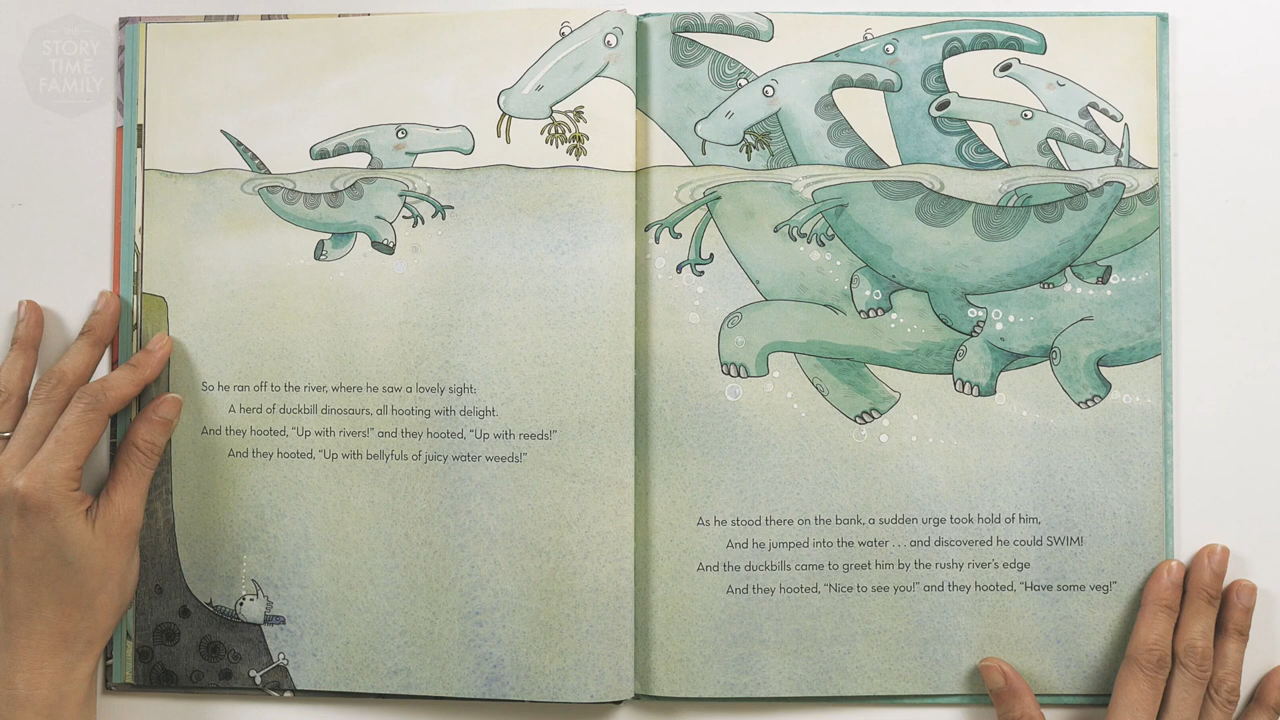 THE
STORY
TIME
FAMILY
So he ran off to the river, where he saw a lovely sight:
A herd of duckbill dinosaurs, all hooting with delight.
And they hooted, “Up with rivers!” and they hooted, “Up with reeds!”
And they hooted, “Up with bellyfuls of juicy water weeds!”
As he stood there on the bank, a sudden urge took hold of him,
And he jumped into the water . . . and discovered he could SWIM!
And the duckbills came to greet him by the rushy river’s edge
And they hooted, “Nice to see you!” and they hooted, “Have some veg!”